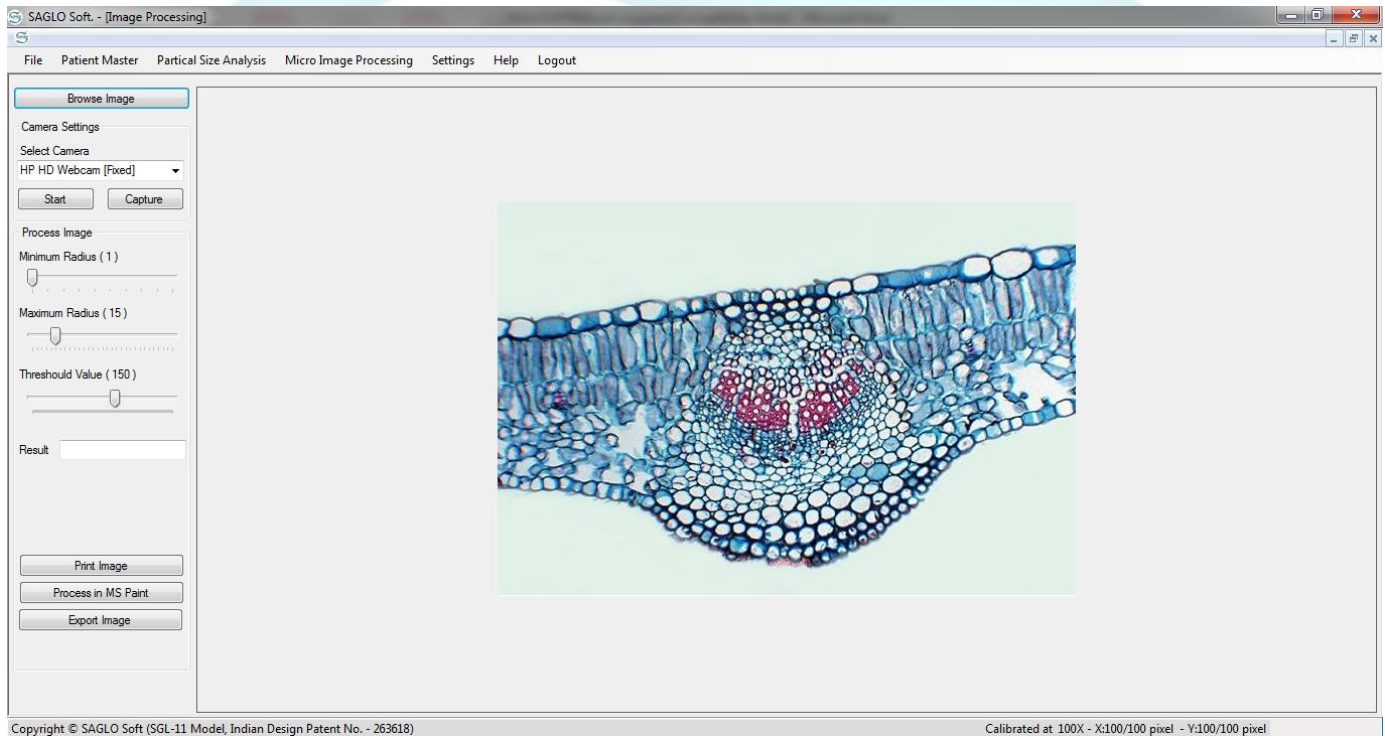 SAGLO Soft. - [Image Processing]
File Patient Master Partical Size Analysis Micro Image Processing Settings Help Logout
Browse Image
Camera Settings
Select Camera
HP HD Webcam [Fixed]
Start Capture
Process Image
Minimum Radius ( 1 )
Maximum Radius ( 15 )
Threshould Value ( 150 )
Result
Print Image
Process in MS Paint
Export Image
Copyright © SAGLO Soft (SGL-11 Model, Indian Design Patent No. - 263618) Calibrated at 100X - X:100/100 pixel - Y:100/100 pixel